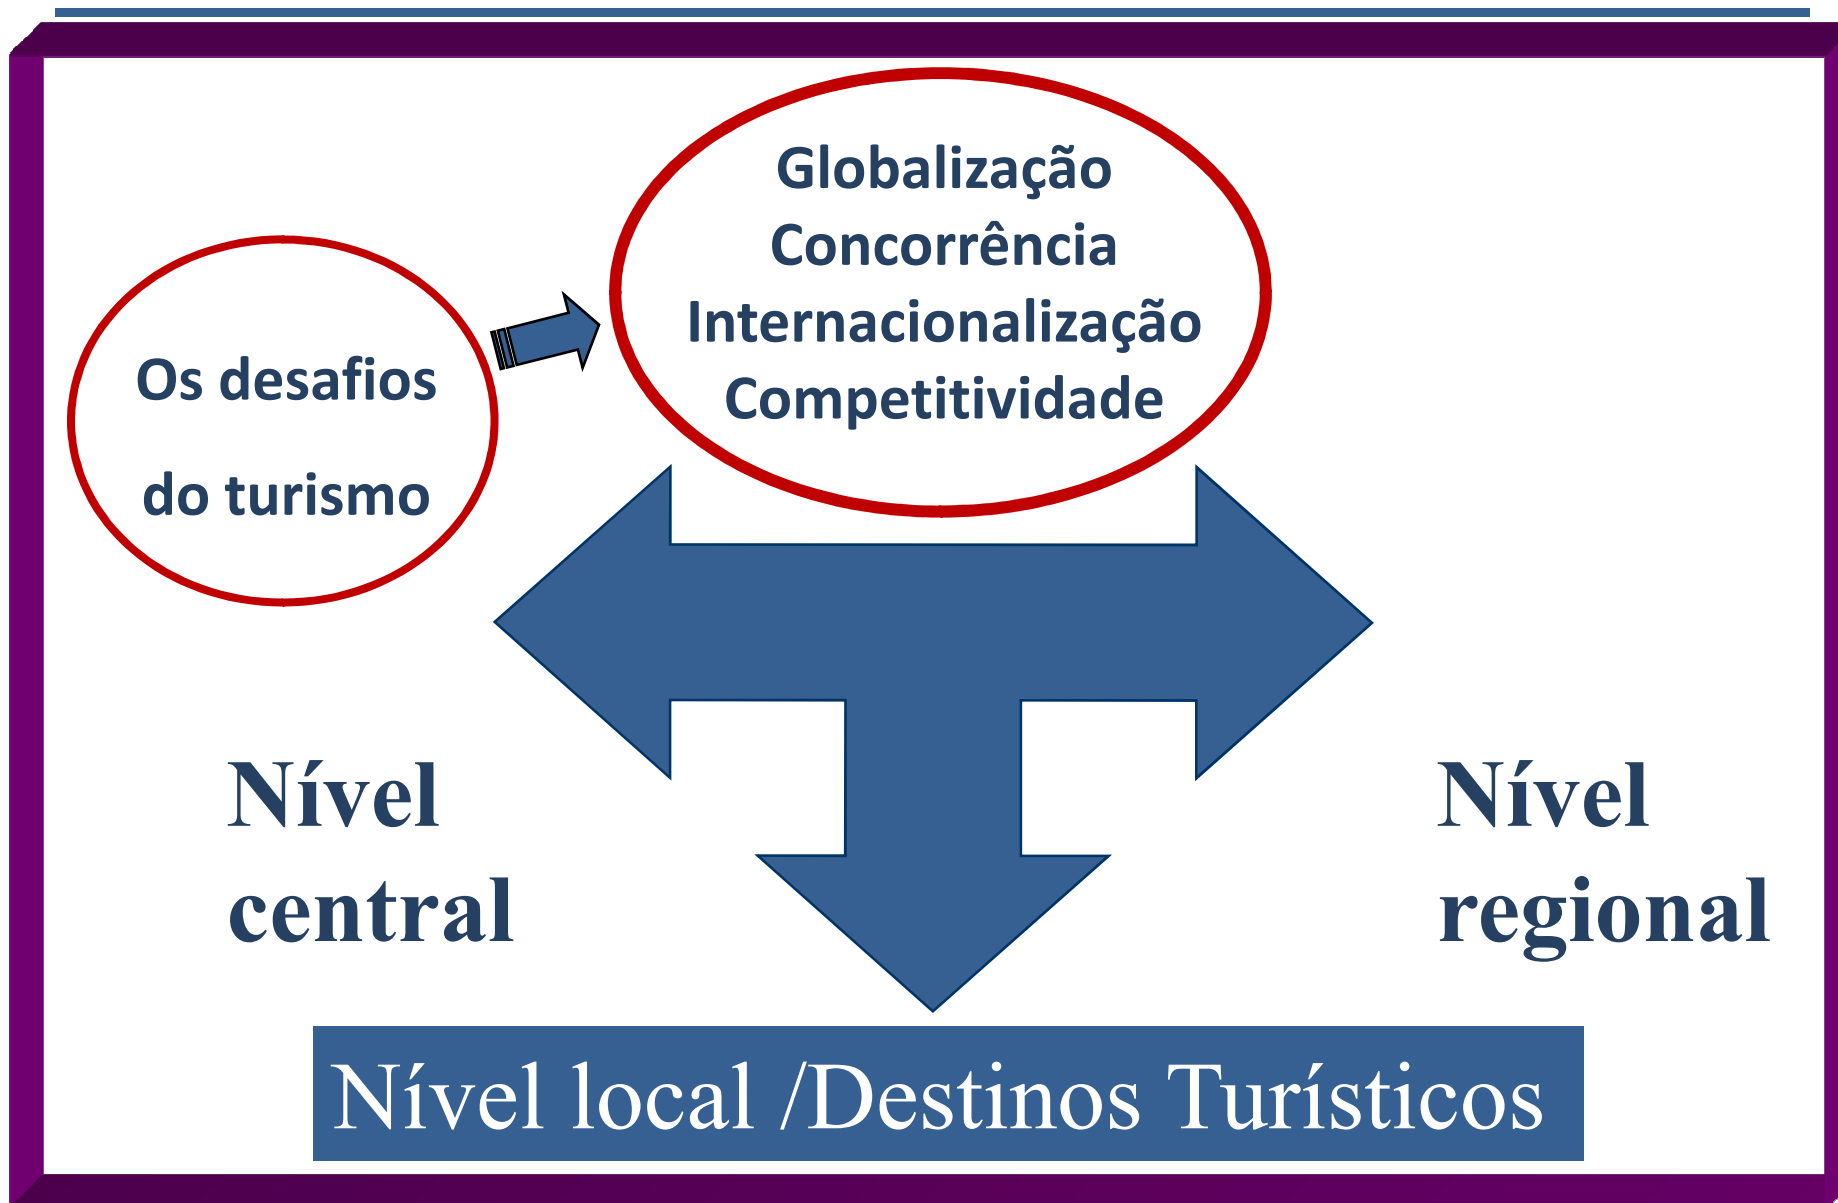 Globalização
Concorrência
Internacionalização
Competitividade
Os desafios
do turismo
Nível
central
Nível
regional
Nível local /Destinos Turísticos